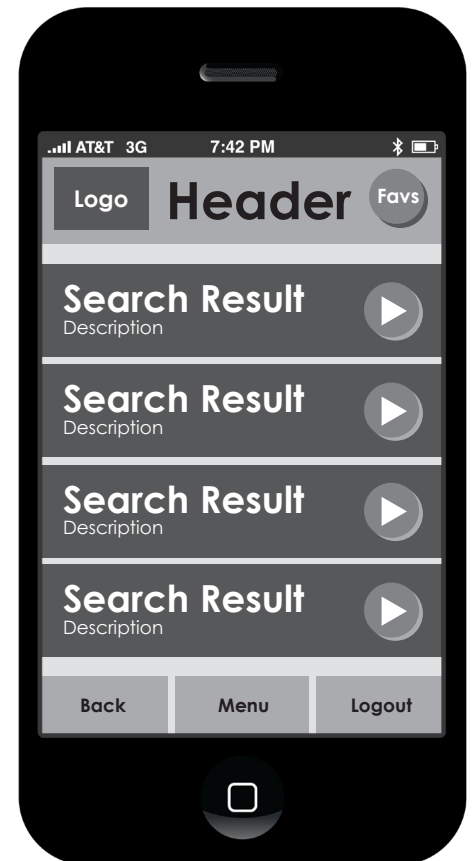 AT&T 3G 7:42 PM
Logo Header Favs
Search Result
Description
Search Result
Description
Search Result
Description
Search Result
Description
Back Menu Logout